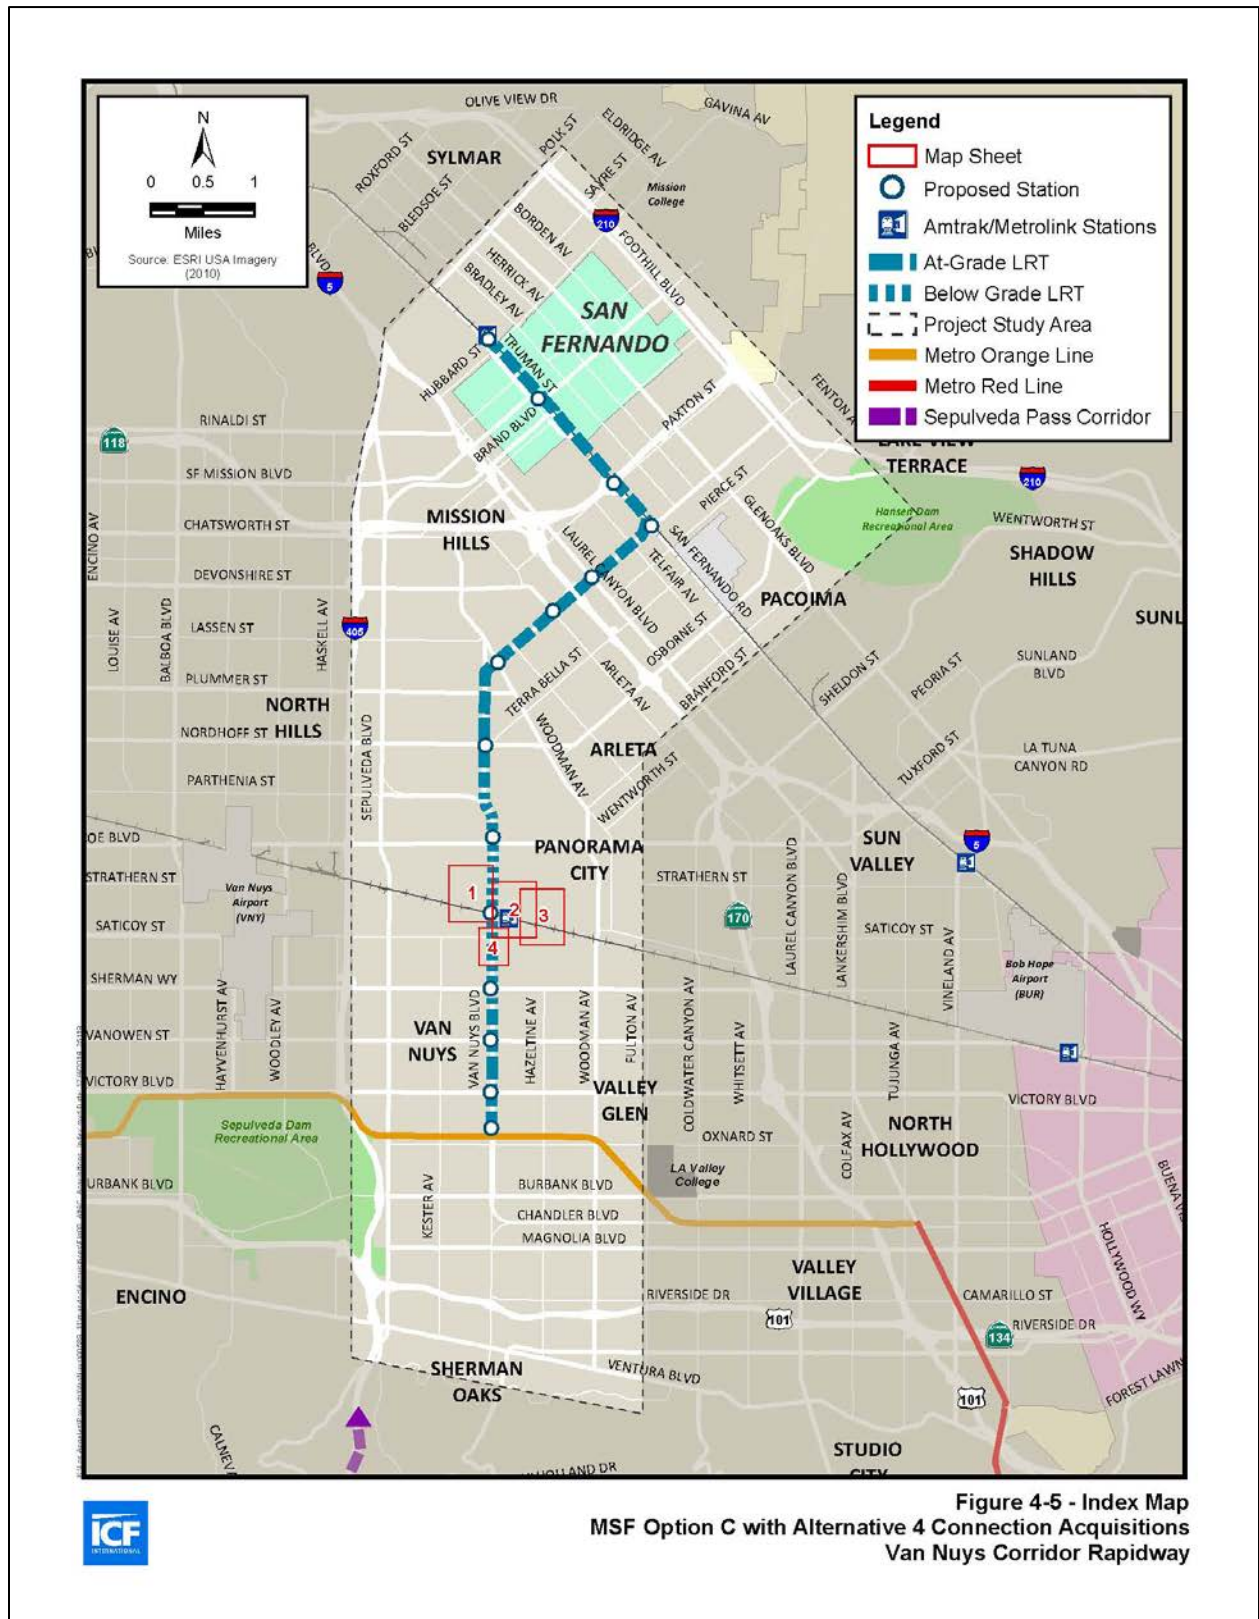 N
0 0.5 1
Miles
Source: ESRI USA Imagery
(2010)
Legend
Map Sheet
Proposed Station
Amtrak/Metrolink Stations
At-Grade LRT
Below Grade LRT
Project Study Area
Metro Orange Line
Metro Red Line
Sepulveda Pass Corridor
OLIVE VIEW DR
GAVINA AV
ELDRIDGE AV
POLK ST
SAYRE ST
ROXFORD ST
SYLMAR
BLEDSOE ST
Mission
College
210
BORDEN AV
FOOTHILL BLVD
HERRICK AV
BRADLEY AV
BLVD
5
SAN
FERNANDO
TRUMAN ST
HUBBARD ST
BRAND BLVD
PAXTON ST
FENTON A
LAKE VIEW
TERRACE
RINALDI ST
118
SF MISSION BLVD
PIERCE ST
210
GLENOAKS BLVD
Hansen Dam
Recreational Area
WENTWORTH ST
ENCINO AV
CHATSWORTH ST
MISSION
HILLS
LAUREL CANYON BLVD
SAN FERNANDO RD
TELFAIR AV
SHADOW
HILLS
DEVONSHIRE ST
PACOIMA
LOUISE AV
BALBOA BLVD
LASSEN ST
HASKELL AV
405
OSBORNE ST
SUNL
PLUMMER ST
TERRA BELLA ST
ARLETA AV
BRANFORD ST
SHELDON ST
PEORIA ST
SUNLAND
BLVD
NORTH
HILLS
NORDHOFF ST
SEPULVEDA BLVD
WOODMAN AV
ARLETA
TUXFORD ST
LA TUNA
CANYON RD
PARTHENIA ST
WENTWORTH ST
OE BLVD
PANORAMA
CITY
SUN
VALLEY
5
STRATHERN ST
1
2
3
4
STRATHERN ST
LAUREL CANYON BLVD
LANKERSHIM BLVD
Van Nuys
Airport
(VNY)
170
SATICOY ST
SATICOY ST
VINELAND AV
Bob Hope
Airport
(BUR)
SHERMAN WY
HAYVENHURST AV
WOODLEY AV
VAN
NUYS
VAN NUYS BLVD
HAZELTINE AV
WOODMAN AV
FULTON AV
COLDWATER CANYON AV
WHITSETT AV
TUJUNGA AV
VANOWEN ST
VICTORY BLVD
VALLEY
GLEN
VICTORY BLVD
Sepulveda Dam
Recreational Area
OXNARD ST
COLFAX AV
NORTH
HOLLYWOOD
LA Valley
College
URBANK BLVD
KESTER AV
BURBANK BLVD
CHANDLER BLVD
MAGNOLIA BLVD
HOLLYWOOD WY
ENCINO
VALLEY
VILLAGE
RIVERSIDE DR
101
CAMARILLO ST
134
RIVERSIDE DR
SHERMAN
OAKS
VENTURA BLVD
101
FOREST LAWN
STUDIO
CITY
ICF
INTERNATIONAL
Figure 4-5 - Index Map
MSF Option C with Alternative 4 Connection Acquisitions
Van Nuys Corridor Rapidway